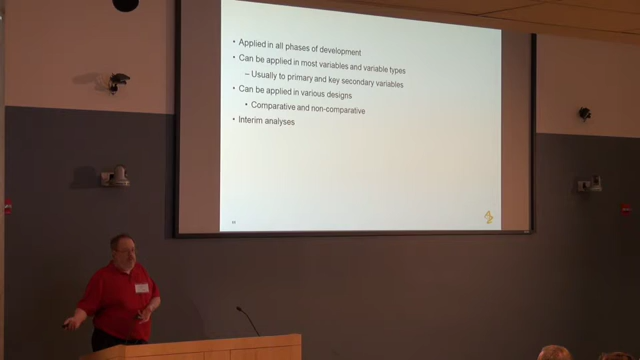 • Applied in all phases of development
• Can be applied in most variables and variable types
– Usually to primary and key secondary variables
• Can be applied in various designs
• Comparative and non-comparative
• Interim analyses